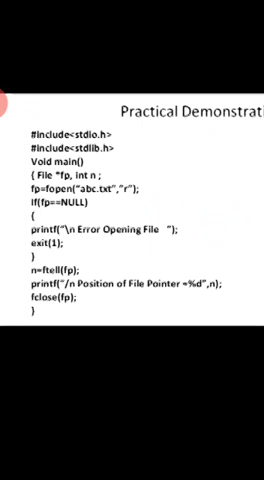 Practical Demonstrati
#include<stdio.h>
#include<stdlib.h>
Void main()
{ File *fp, int n ;
fp=fopen("abc.txt","r");
If(fp==NULL)
{
printf("\n Error Opening File   ");
exit(1);
}
n=ftell(fp);
printf("/n Position of File Pointer =%d",n);
fclose(fp);
}